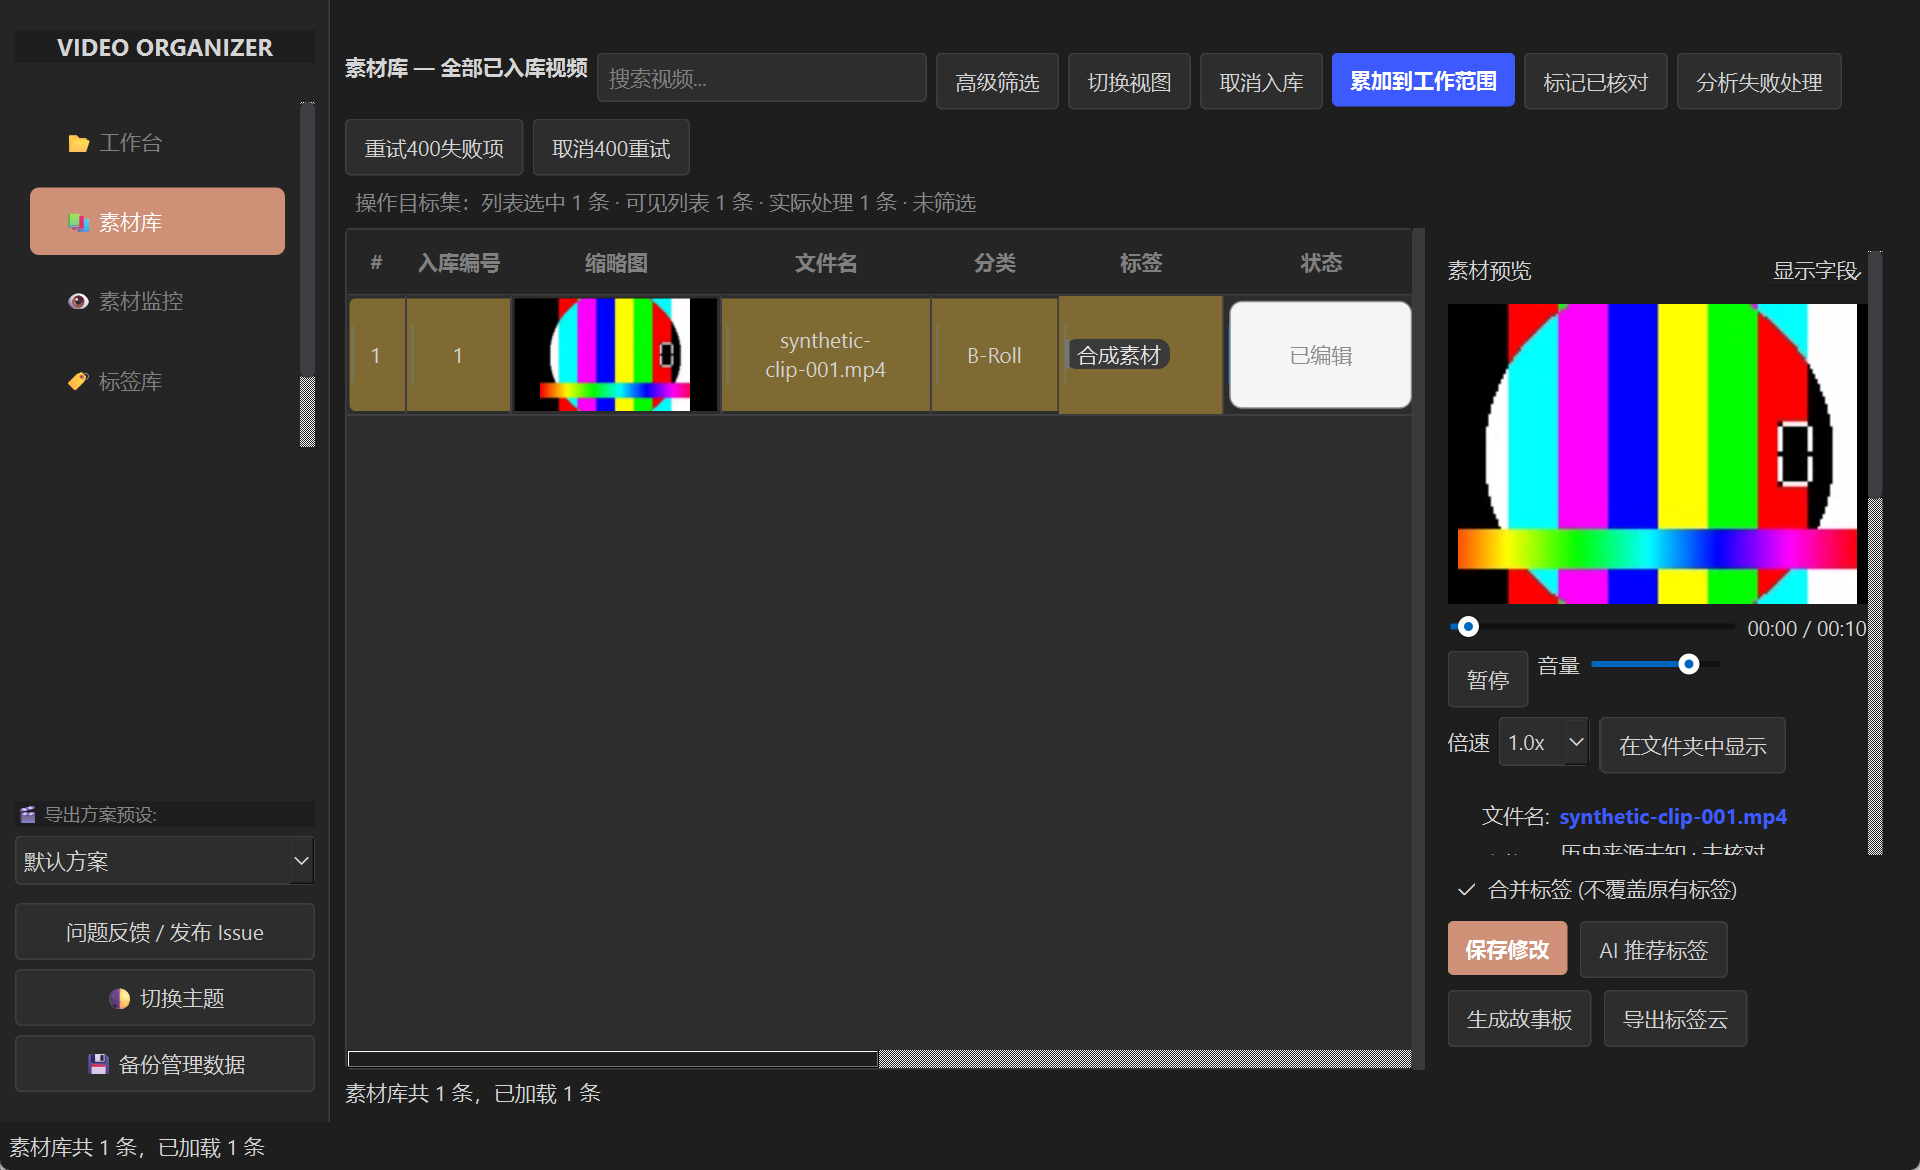 VIDEO ORGANIZER
工作台
素材库
素材监控
标签库
导出方案预设:
默认方案
问题反馈 / 发布 Issue
切换主题
备份管理数据
素材库 — 全部已入库视频
搜索视频...
高级筛选
切换视图
取消入库
累加到工作范围
标记已核对
分析失败处理
重试400失败项
取消400重试
操作目标集：列表选中 1 条 · 可见列表 1 条 · 实际处理 1 条 · 未筛选
# 入库编号 缩略图 文件名 分类 标签 状态
1 1 synthetic-
clip-001.mp4 B-Roll 合成素材 已编辑
素材库共 1 条，已加载 1 条
素材预览
显示字段
00:00 / 00:10
暂停
音量
倍速
1.0x
在文件夹中显示
文件名: synthetic-clip-001.mp4
历史来源未知 · 未核对
合并标签 (不覆盖原有标签)
保存修改
AI 推荐标签
生成故事板
导出标签云
素材库共 1 条，已加载 1 条